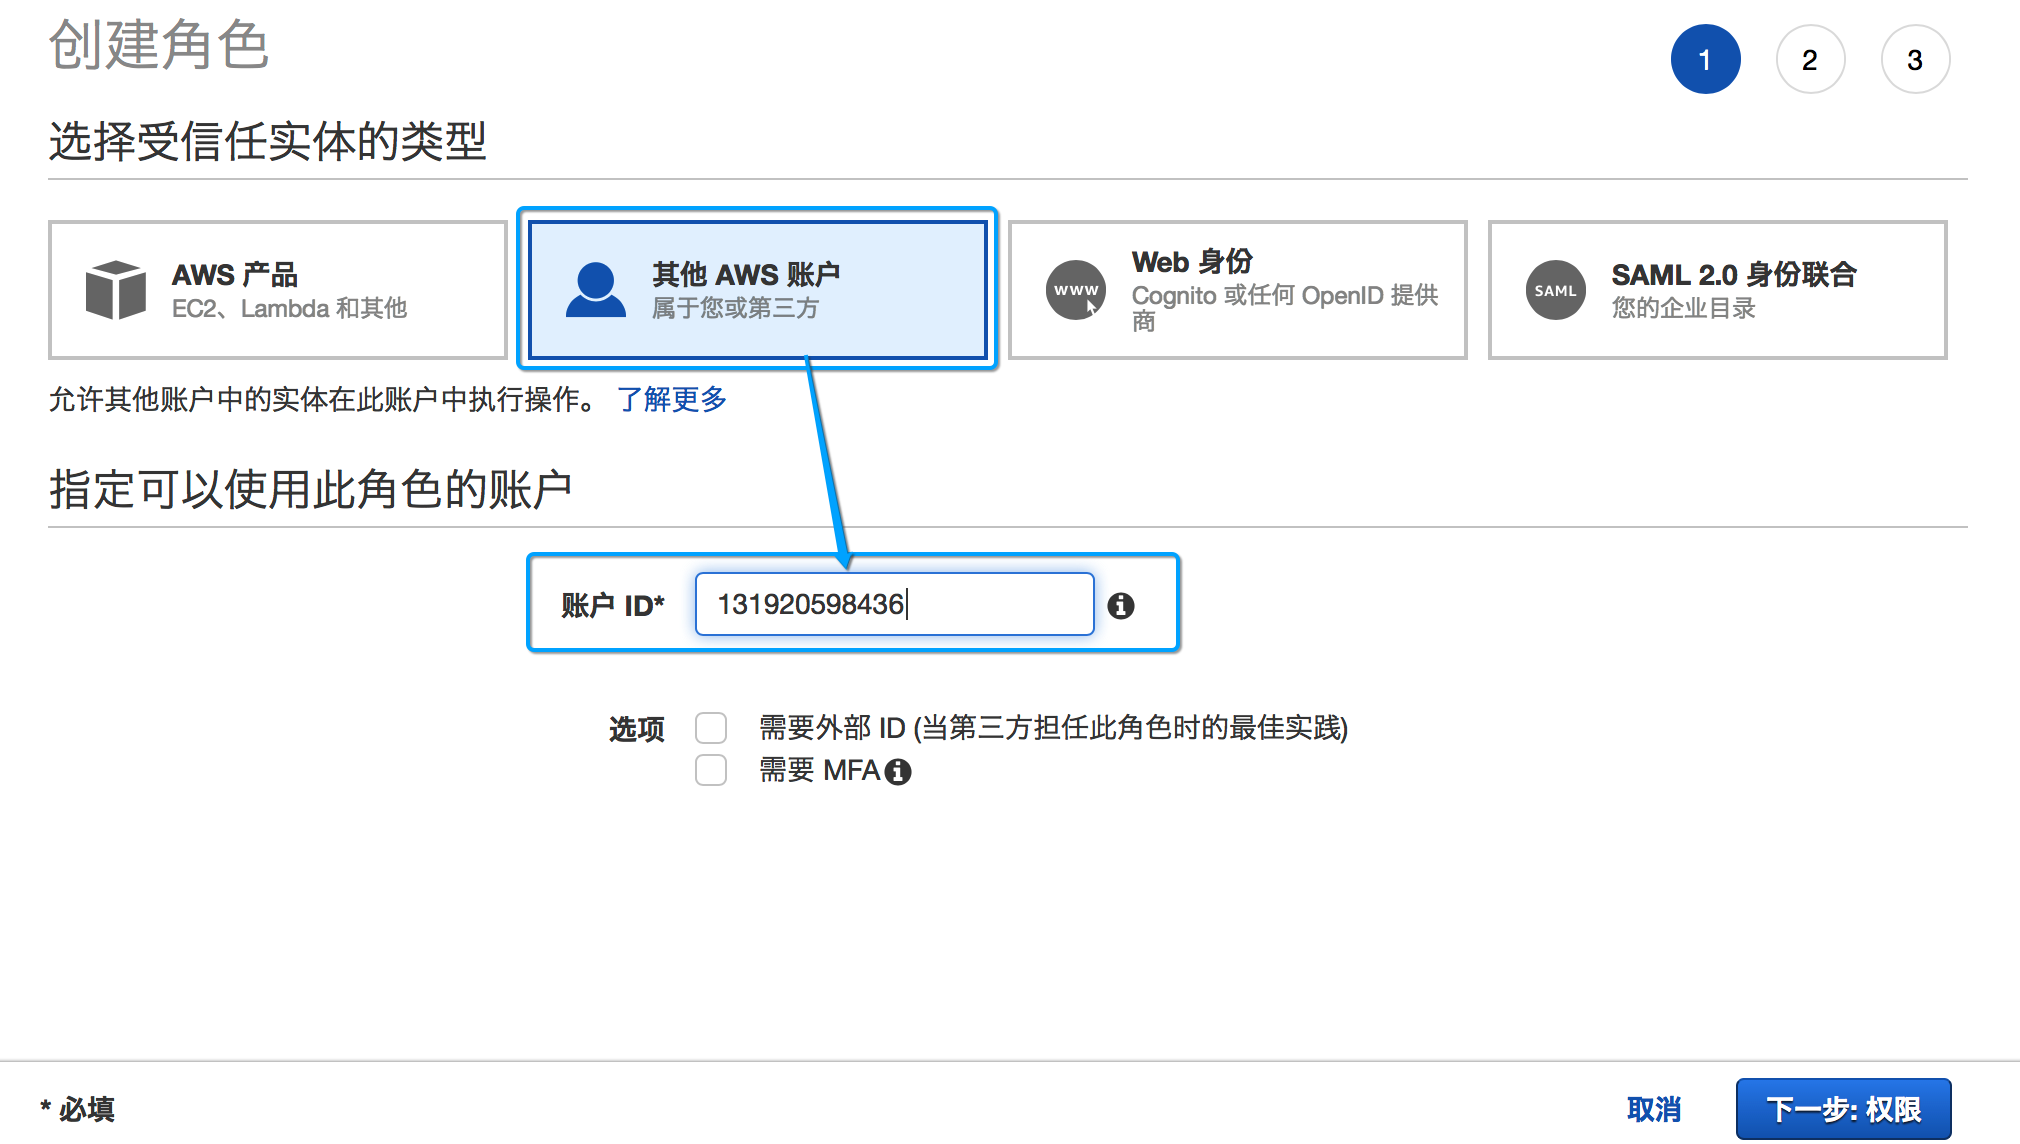 创建角色
1
2
3
选择受信任实体的类型
AWS 产品
EC2、Lambda 和其他
其他 AWS 账户
属于您或第三方
WWW
Web 身份
Cognito 或任何 OpenID 提供
商
SAML
SAML 2.0 身份联合
您的企业目录
允许其他账户中的实体在此账户中执行操作。 了解更多
指定可以使用此角色的账户
账户 ID*
131920598436
选项
需要外部 ID (当第三方担任此角色时的最佳实践)
需要 MFA
* 必填
取消
下一步: 权限